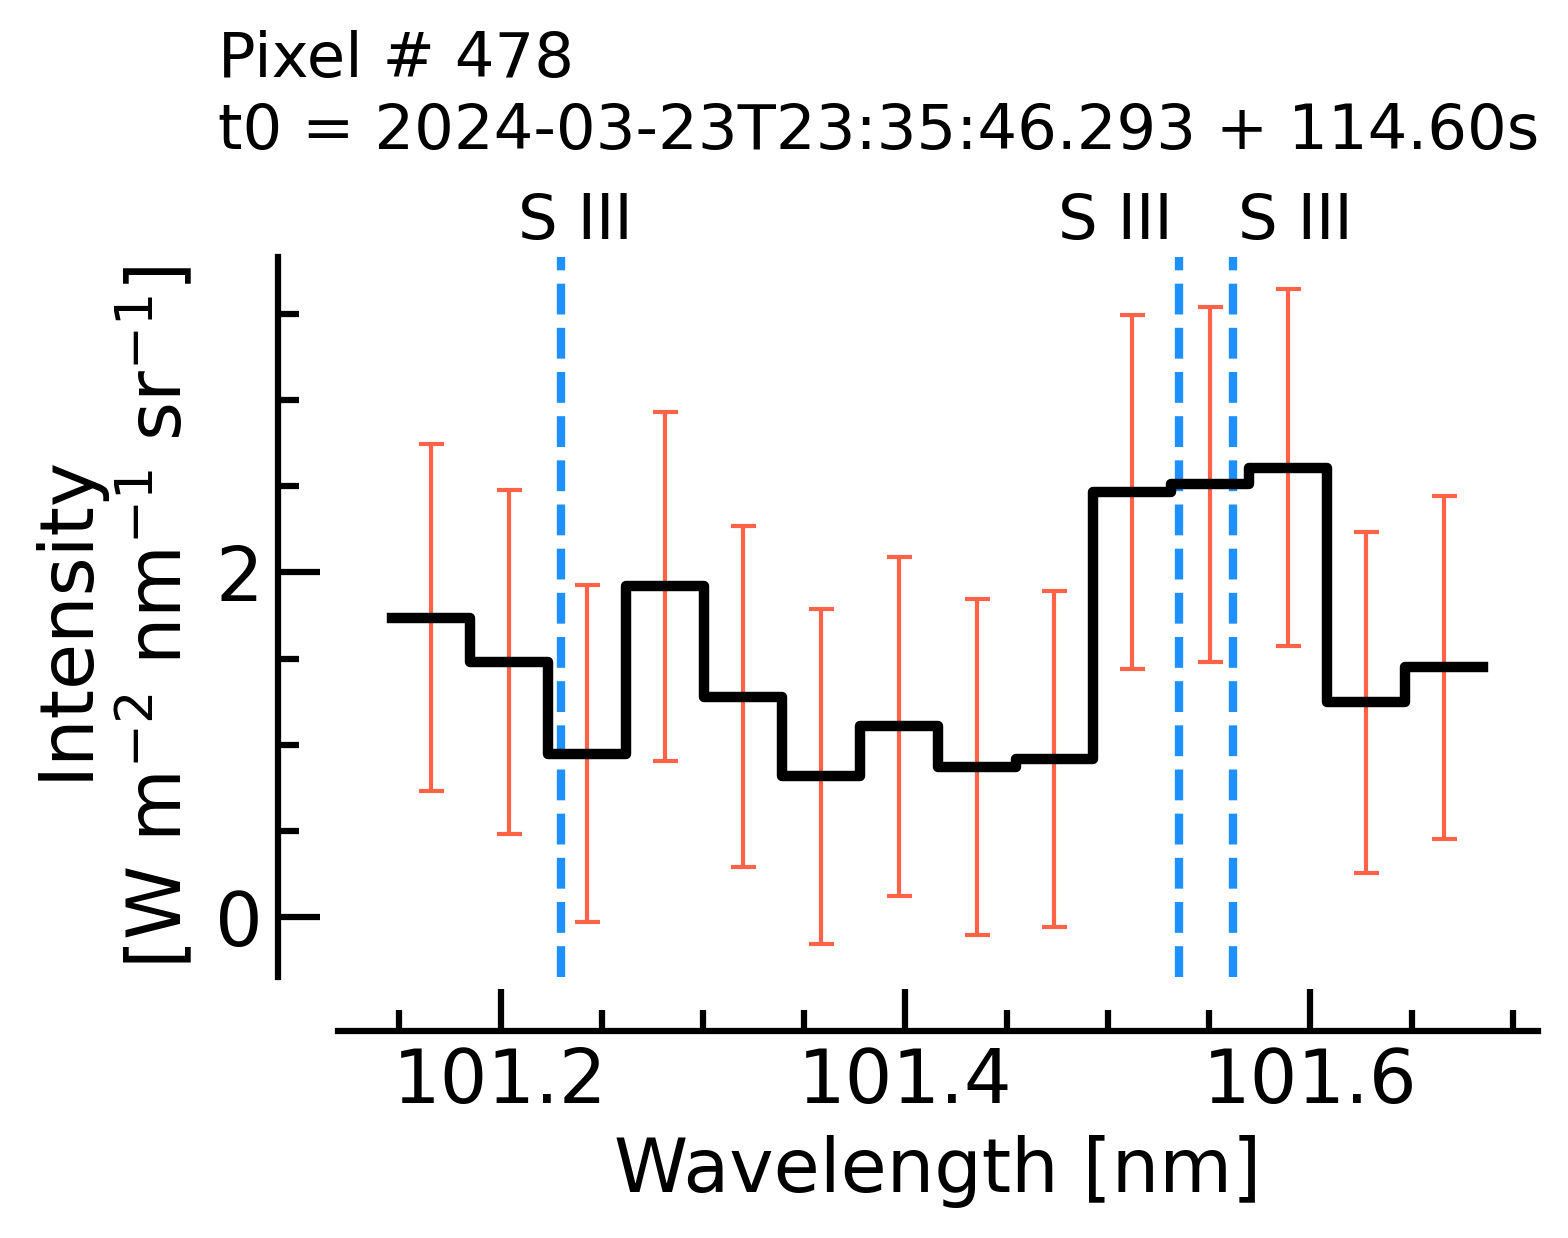 Pixel # 478
t0 = 2024-03-23T23:35:46.293 + 114.60s
S III S III S III
Intensity
[W m⁻² nm⁻¹ sr⁻¹]
2
0
101.2 101.4 101.6
Wavelength [nm]